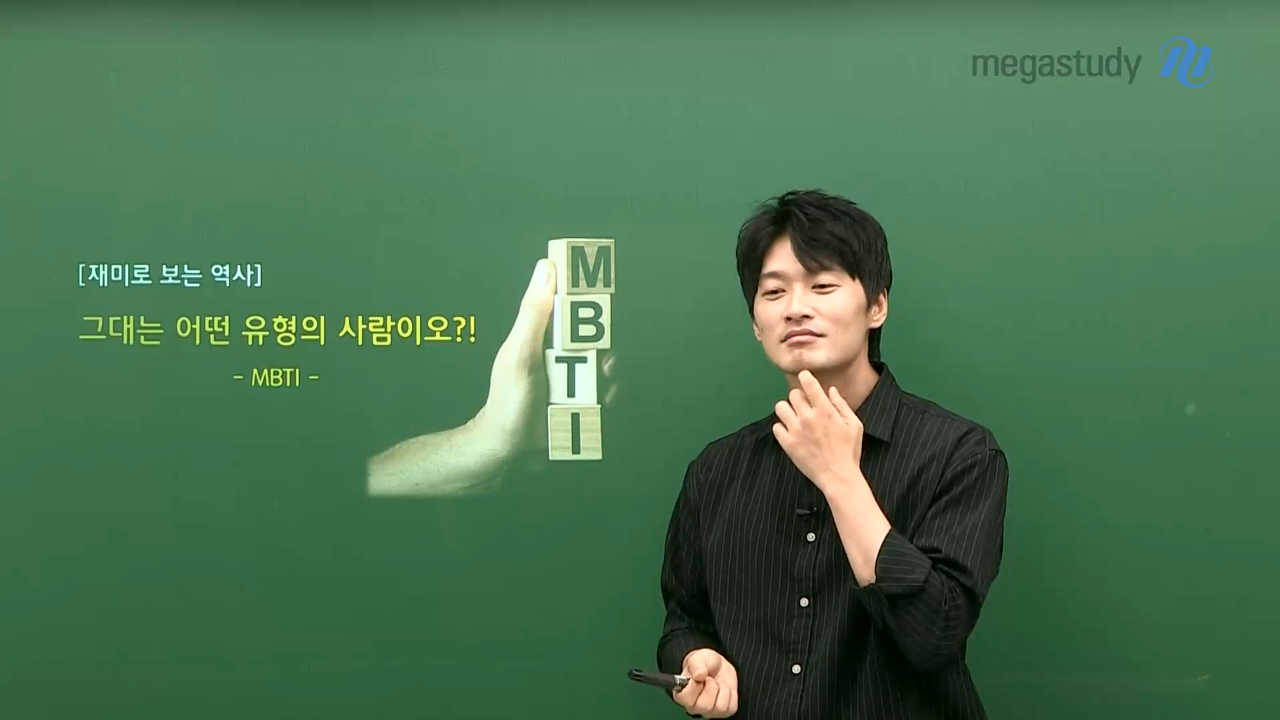 megastudy
[재미로 보는 역사]
그대는 어떤 유형의 사람이오?!
- MBTI -
M
B
T
I